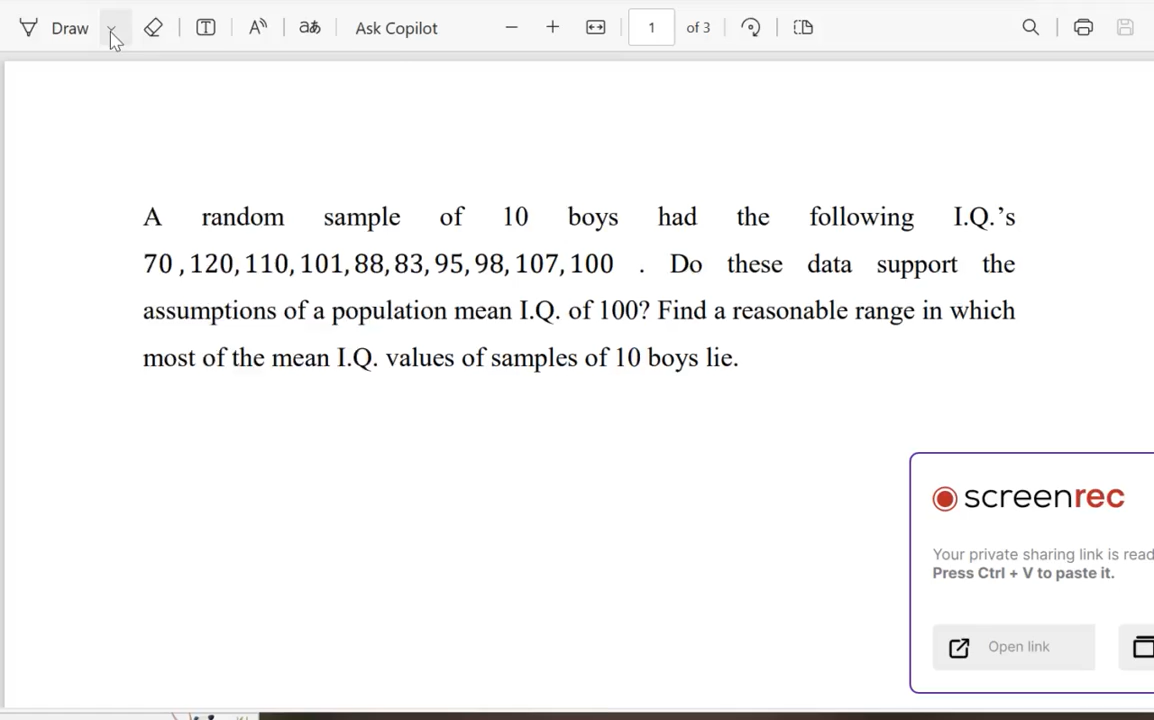 Draw Ask Copilot 1 of 3
A random sample of 10 boys had the following I.Q.'s
70 , 120, 110, 101, 88, 83, 95, 98, 107, 100 . Do these data support the
assumptions of a population mean I.Q. of 100? Find a reasonable range in which
most of the mean I.Q. values of samples of 10 boys lie.
screenrec
Your private sharing link is read
Press Ctrl + V to paste it.
Open link